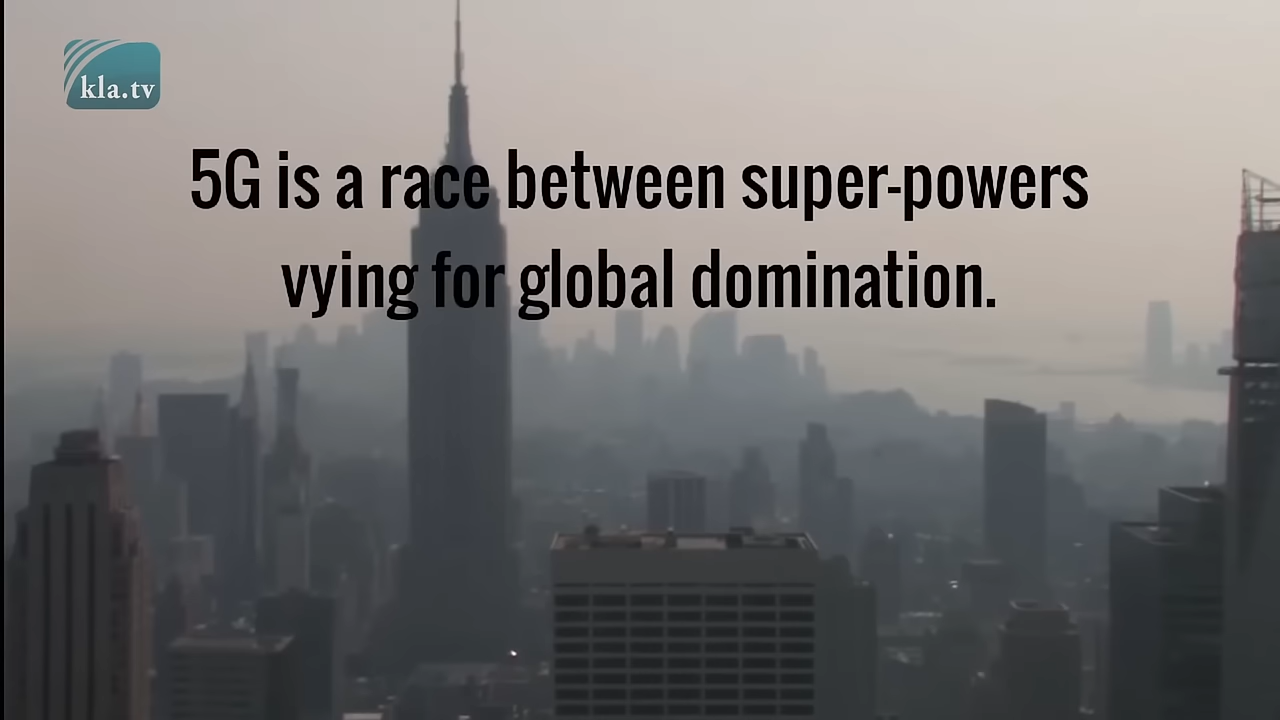 kla.tv
5G is a race between super-powers
vying for global domination.